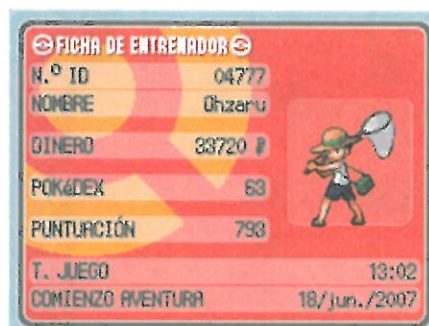 FICHA DE ENTRENADOR
N.º ID 04777
NOMBRE Ohzaru
DINERO 33720 ₽
POKéDEX 63
PUNTUACIÓN 793
T. JUEGO 13:02
COMIENZO AVENTURA 18/jun./2007